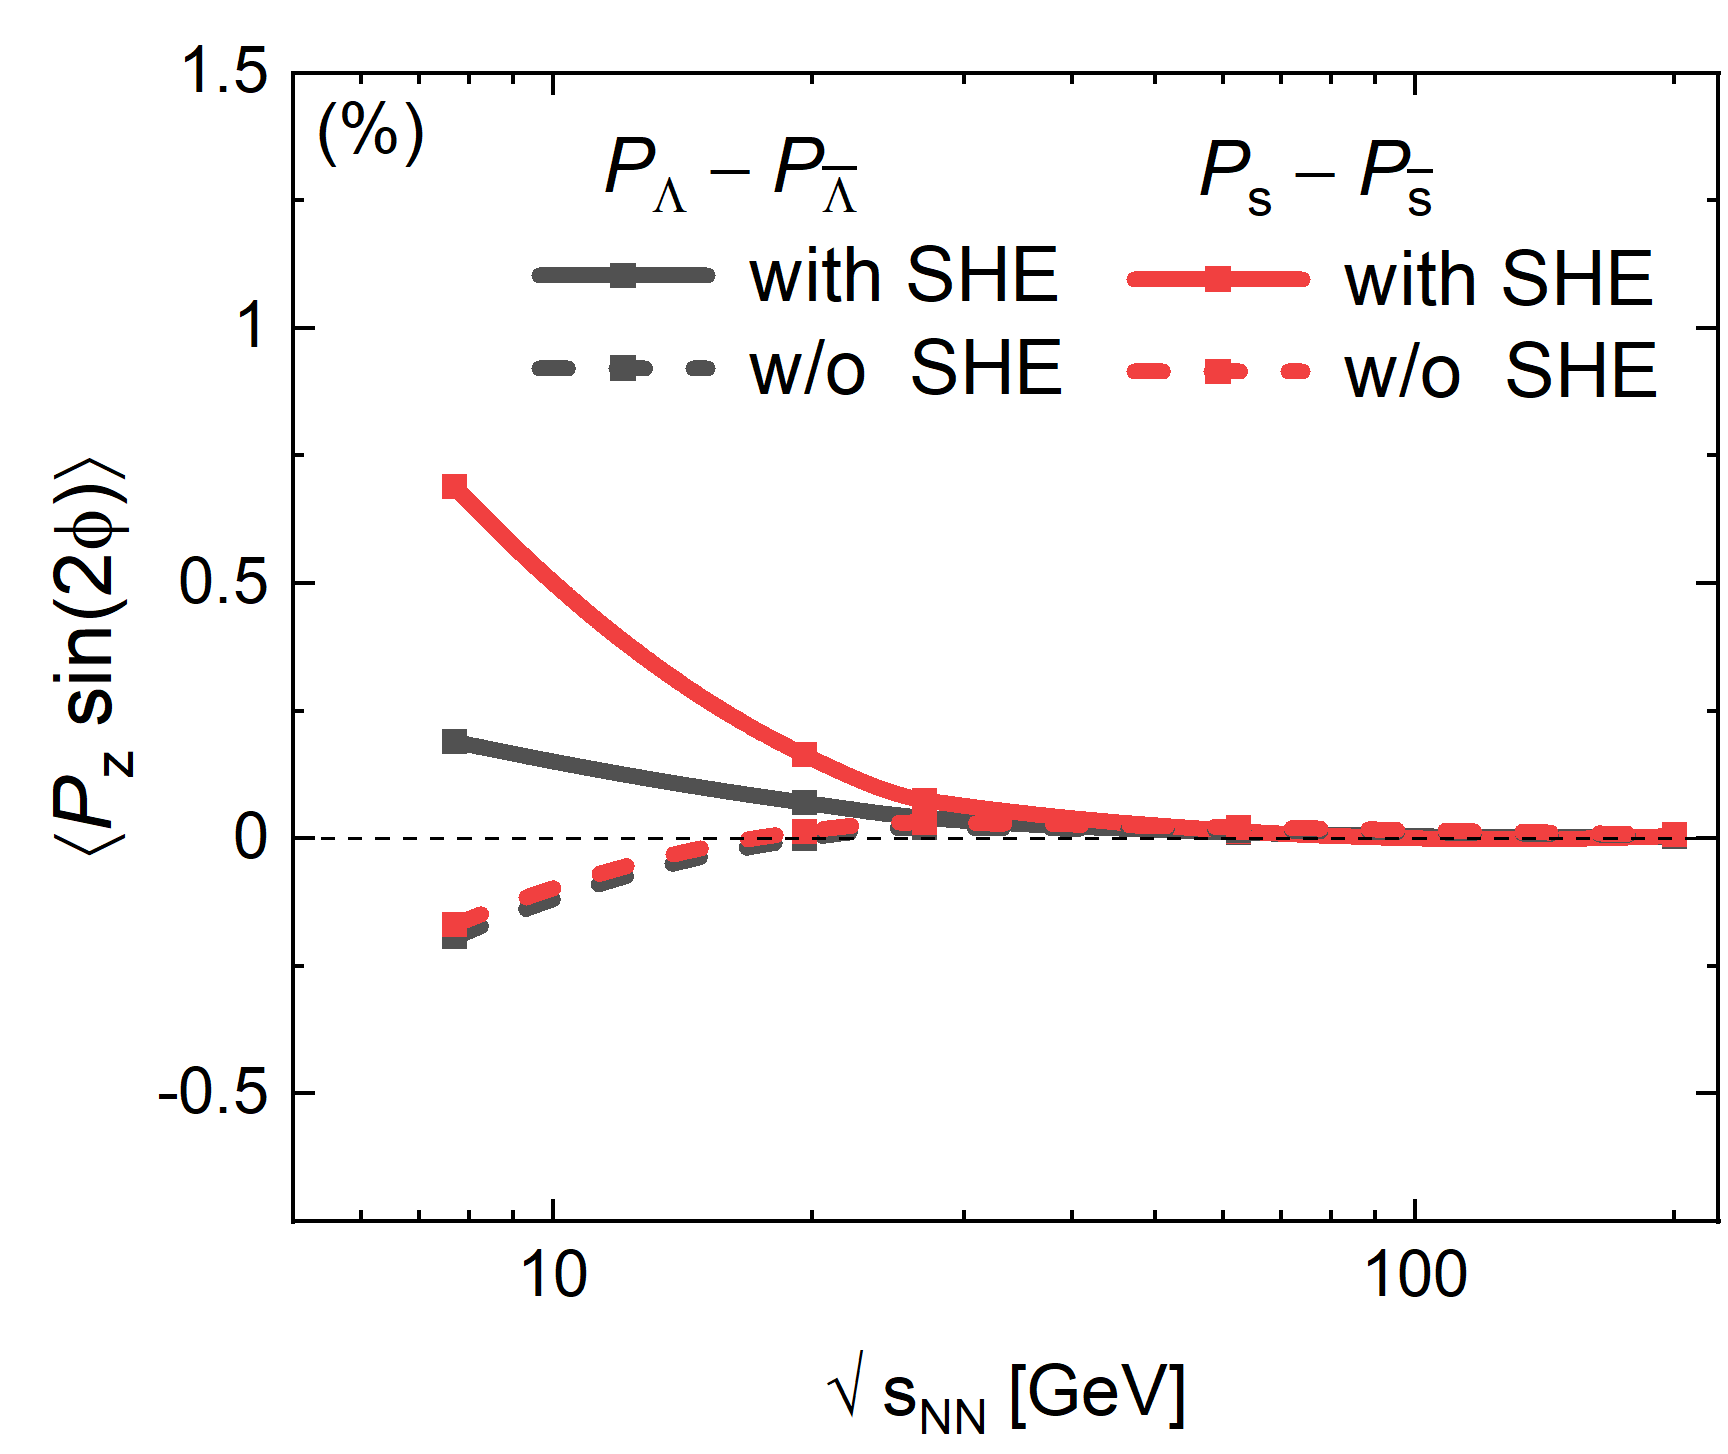 1.5
(%)
P_Λ – P_Λ̅
P_s – P_s̅
with SHE
with SHE
w/o SHE
w/o SHE
1
0.5
0
-0.5
⟨P_z sin(2ϕ)⟩
10
100
√ s_NN [GeV]